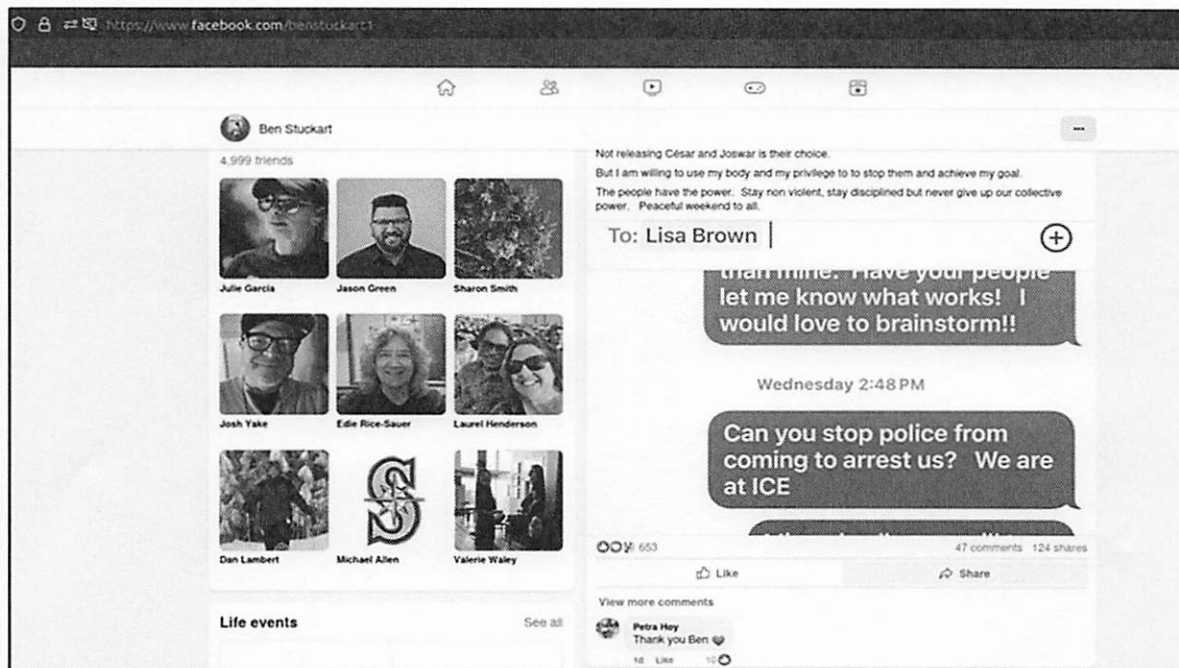 https://www.facebook.com/benstuckart1
Ben Stuckart
4,999 friends
Julie Garcia
Jason Green
Sharon Smith
Josh Yake
Edie Rice-Sauer
Laurel Henderson
Dan Lambert
Michael Allen
Valerie Waley
Life events
See all
Not releasing César and Joswar is their choice.
But I am willing to use my body and my privilege to to stop them and achieve my goal.
The people have the power. Stay non violent, stay disciplined but never give up our collective
power. Peaceful weekend to all.
To: Lisa Brown
than mine. Have your people
let me know what works! I
would love to brainstorm!!
Wednesday 2:48 PM
Can you stop police from
coming to arrest us? We are
at ICE
653
47 comments 124 shares
Like
Share
View more comments
Petra Hoy
Thank you Ben
1d Like 10